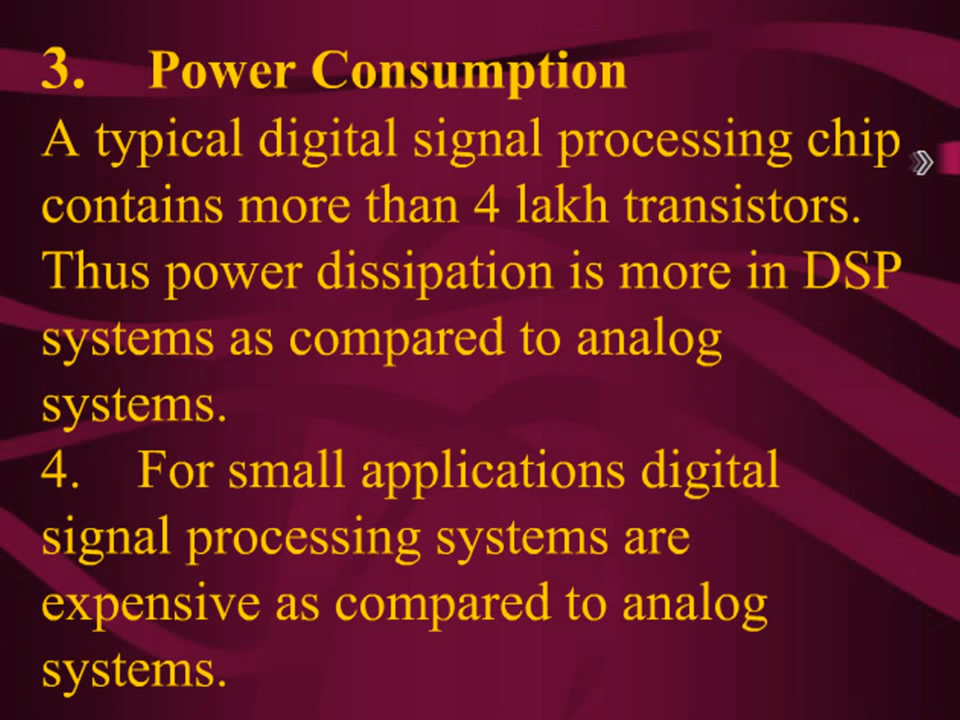 3. Power Consumption
A typical digital signal processing chip
contains more than 4 lakh transistors.
Thus power dissipation is more in DSP
systems as compared to analog
systems.
4. For small applications digital
signal processing systems are
expensive as compared to analog
systems.